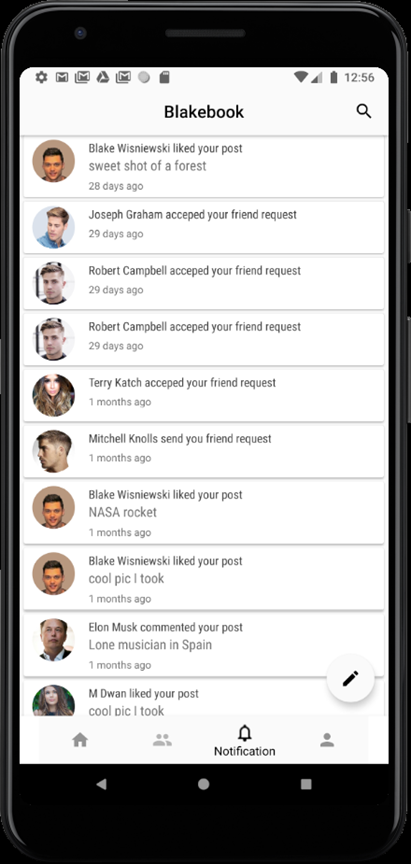 12:56
Blakebook
Blake Wisniewski liked your post
sweet shot of a forest
28 days ago
Joseph Graham acceped your friend request
29 days ago
Robert Campbell acceped your friend request
29 days ago
Robert Campbell acceped your friend request
29 days ago
Terry Katch acceped your friend request
1 months ago
Mitchell Knolls send you friend request
1 months ago
Blake Wisniewski liked your post
NASA rocket
1 months ago
Blake Wisniewski liked your post
cool pic I took
1 months ago
Elon Musk commented your post
Lone musician in Spain
1 months ago
M Dwan liked your post
cool pic I took
Notification